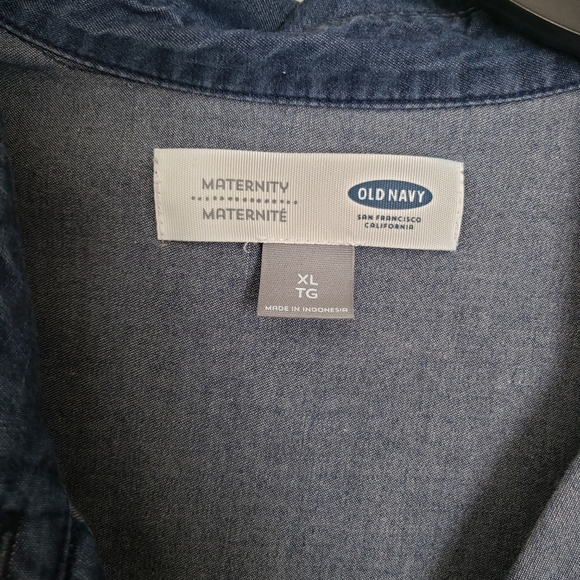 MATERNITY
MATERNITÉ
OLD NAVY
SAN FRANCISCO
CALIFORNIA
XL
TG
MADE IN INDONESIA